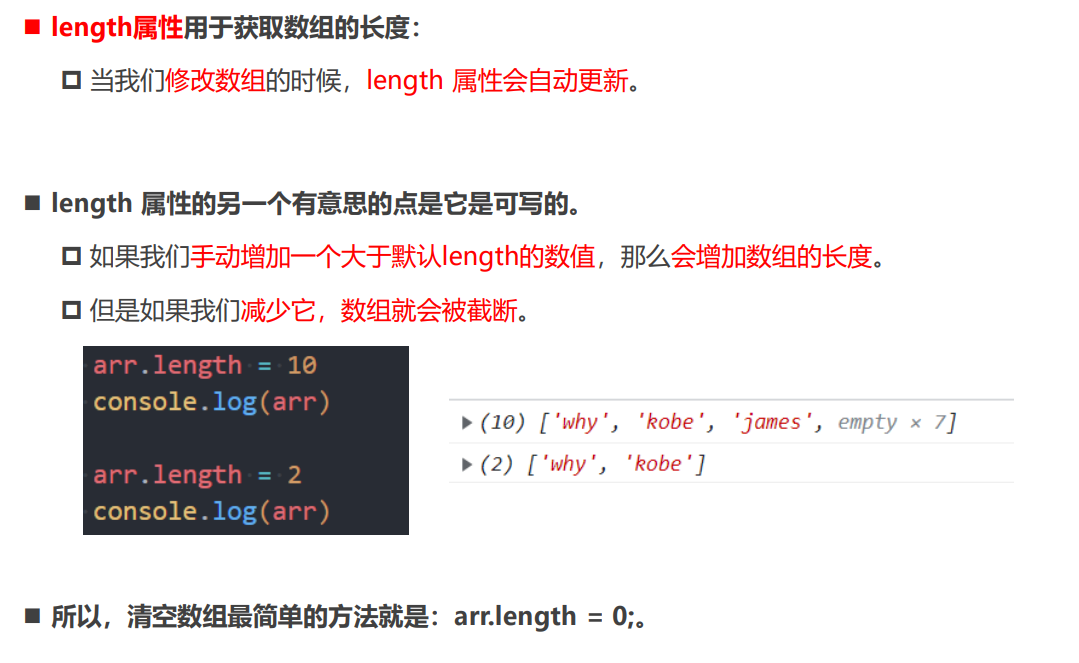 length属性用于获取数组的长度：
当我们修改数组的时候，length 属性会自动更新。
length 属性的另一个有意思的点是它是可写的。
如果我们手动增加一个大于默认length的数值，那么会增加数组的长度。
但是如果我们减少它，数组就会被截断。
arr.length = 10
console.log(arr)
arr.length = 2
console.log(arr)
(10) ['why', 'kobe', 'james', empty × 7]
(2) ['why', 'kobe']
所以，清空数组最简单的方法就是：arr.length = 0;。